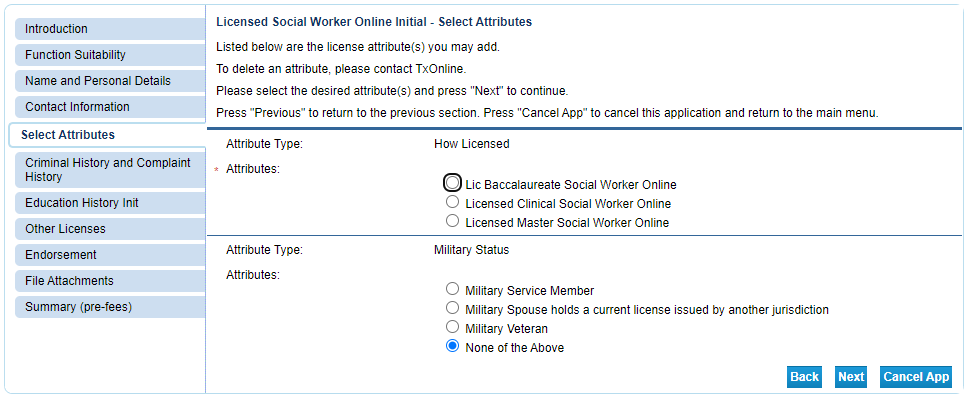 Introduction
Function Suitability
Name and Personal Details
Contact Information
Select Attributes
Criminal History and Complaint
History
Education History Init
Other Licenses
Endorsement
File Attachments
Summary (pre-fees)
Licensed Social Worker Online Initial - Select Attributes
Listed below are the license attribute(s) you may add.
To delete an attribute, please contact TxOnline.
Please select the desired attribute(s) and press "Next" to continue.
Press "Previous" to return to the previous section. Press "Cancel App" to cancel this application and return to the main menu.
Attribute Type: How Licensed
* Attributes:
Lic Baccalaureate Social Worker Online
Licensed Clinical Social Worker Online
Licensed Master Social Worker Online
Attribute Type: Military Status
Attributes:
Military Service Member
Military Spouse holds a current license issued by another jurisdiction
Military Veteran
None of the Above
Back Next Cancel App